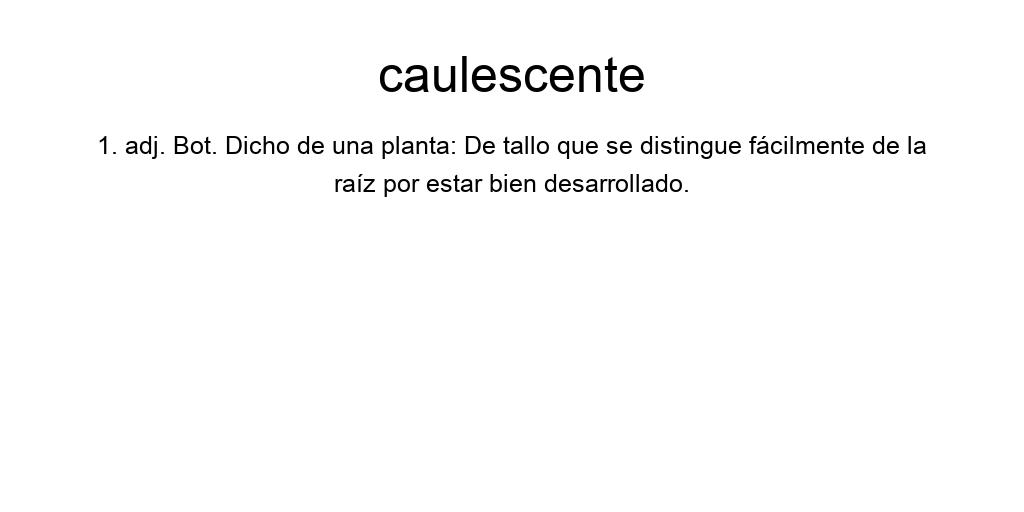 caulescente
1. adj. Bot. Dicho de una planta: De tallo que se distingue fácilmente de la
raíz por estar bien desarrollado.